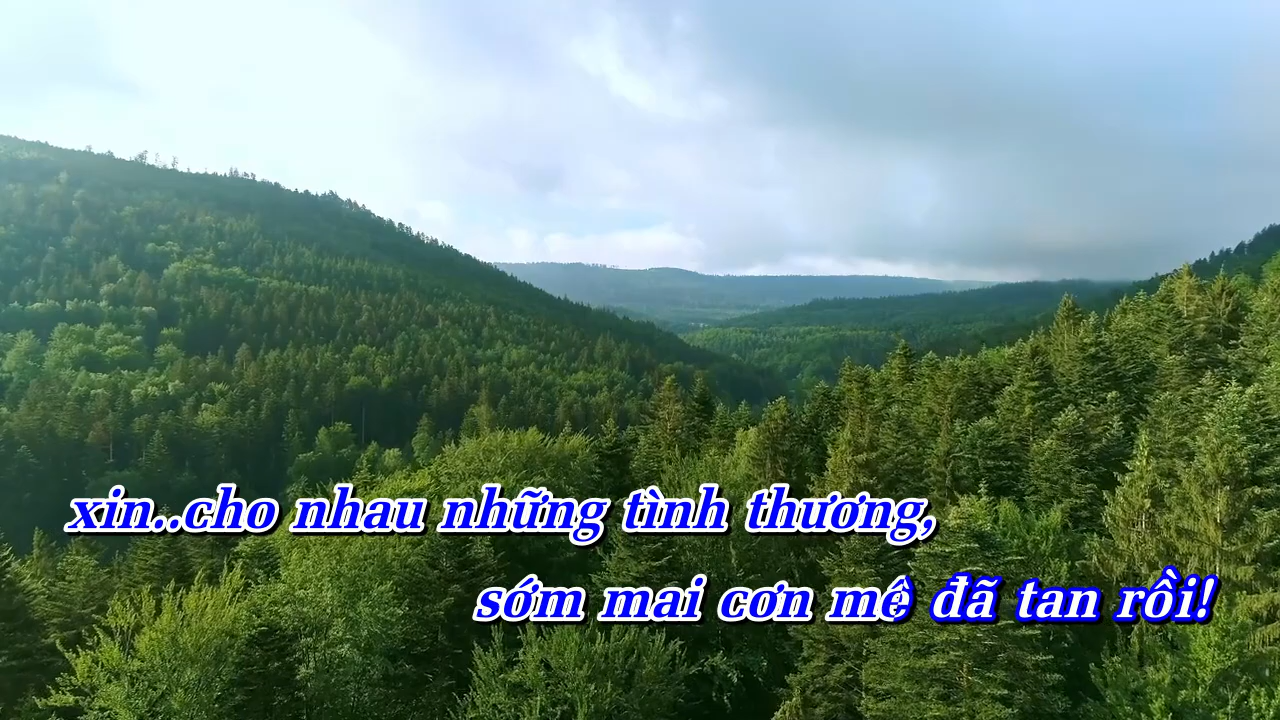 xin..cho nhau những tình thương,
sớm mai cơn mê đã tan rồi!